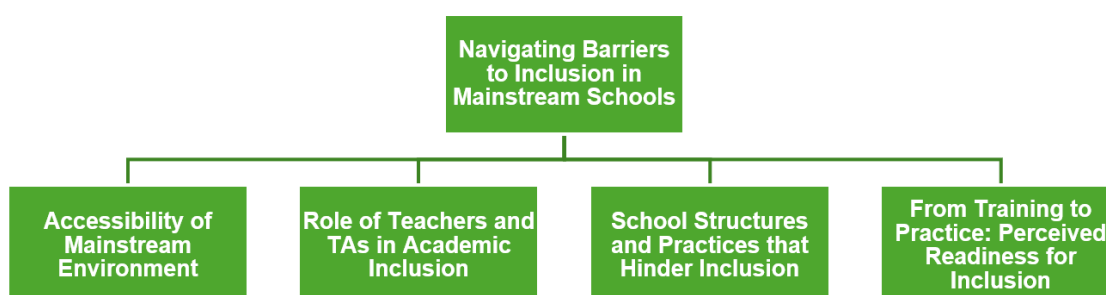 Navigating Barriers
to Inclusion in
Mainstream Schools
Accessibility of
Mainstream
Environment
Role of Teachers and
TAs in Academic
Inclusion
School Structures
and Practices that
Hinder Inclusion
From Training to
Practice: Perceived
Readiness for
Inclusion